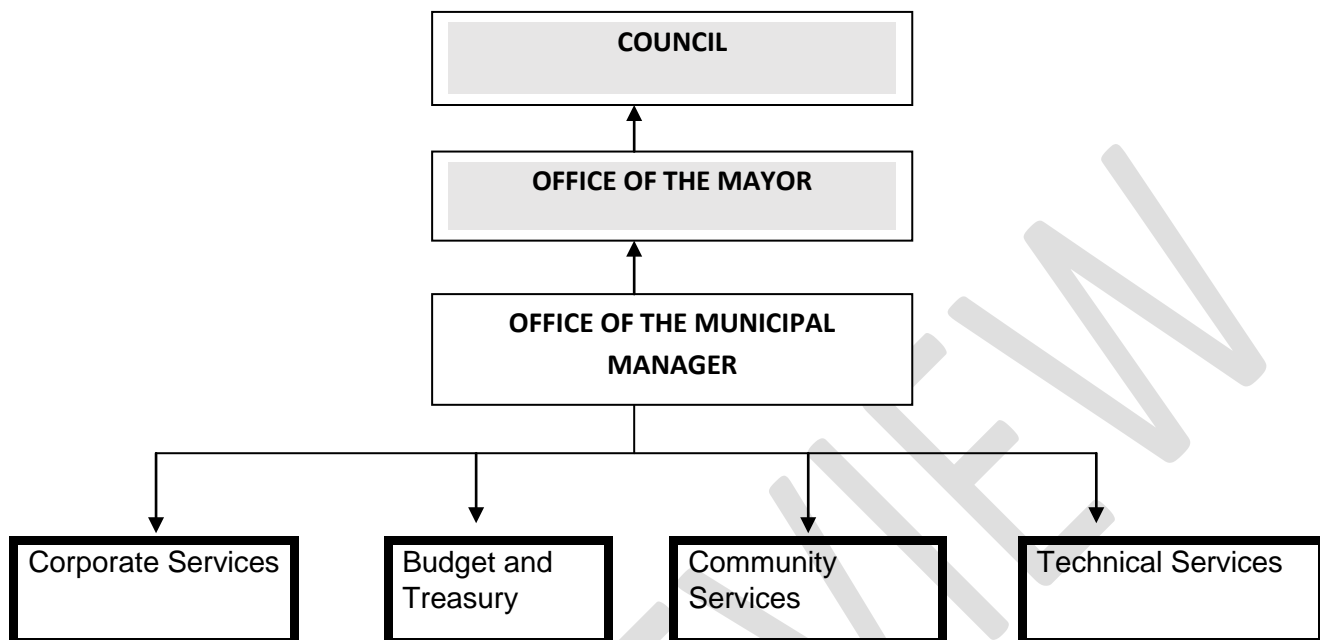 COUNCIL
OFFICE OF THE MAYOR
OFFICE OF THE MUNICIPAL
MANAGER
Corporate Services
Budget and
Treasury
Community
Services
Technical Services
VIEW